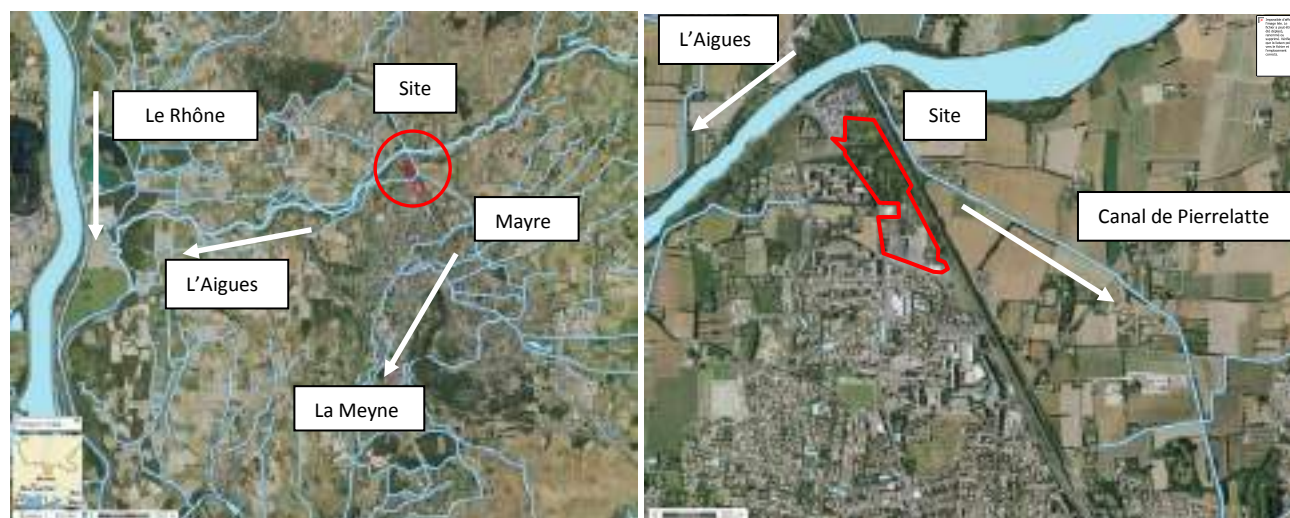 Le Rhône
Site
Mayre
L'Aigues
La Meyne
L'Aigues
Site
Canal de Pierrelatte